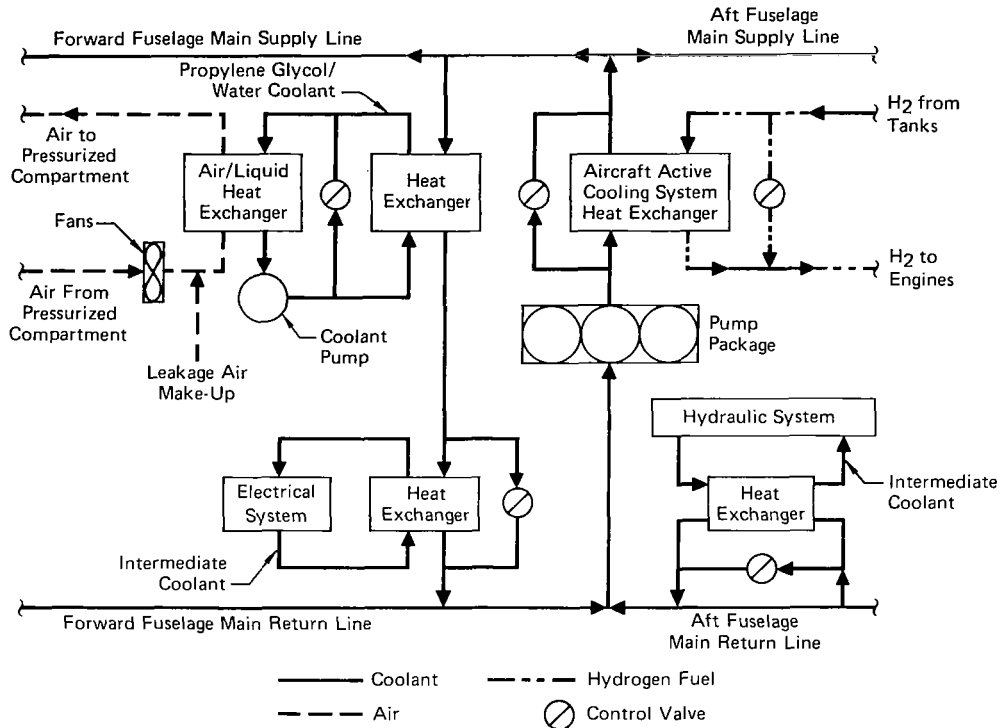 Forward Fuselage Main Supply Line
Aft Fuselage
Main Supply Line
Propylene Glycol/
Water Coolant
H2 from
Tanks
Air to
Pressurized
Compartment
Air/Liquid
Heat
Exchanger
Heat
Exchanger
Aircraft Active
Cooling System
Heat Exchanger
Fans
H2 to
Engines
Air From
Pressurized
Compartment
Coolant
Pump
Pump
Package
Leakage Air
Make-Up
Hydraulic System
Electrical
System
Heat
Exchanger
Heat
Exchanger
Intermediate
Coolant
Intermediate
Coolant
Forward Fuselage Main Return Line
Aft Fuselage
Main Return Line
Coolant
Hydrogen Fuel
Air
Control Valve